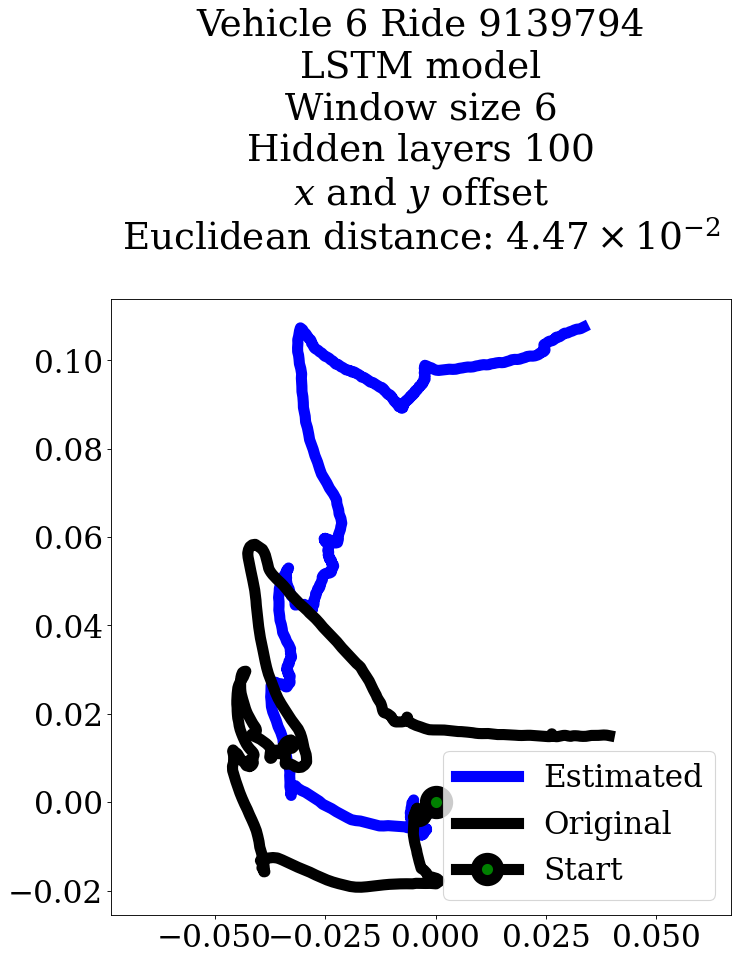 Vehicle 6 Ride 9139794
LSTM model
Window size 6
Hidden layers 100
x and y offset
Euclidean distance: 4.47 × 10⁻²
0.10
0.08
0.06
0.04
0.02
0.00
−0.02
Estimated
Original
Start
−0.050 −0.025 0.000 0.025 0.050